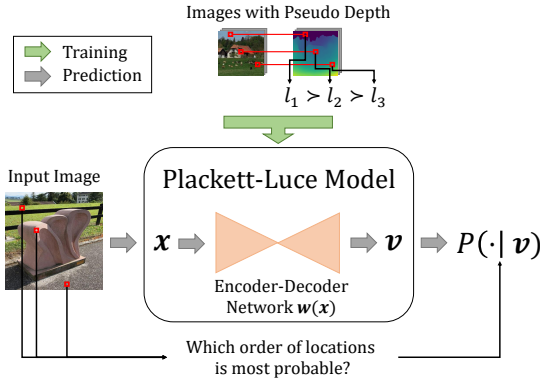 Images with Pseudo Depth
Training
Prediction
l₁ ≻ l₂ ≻ l₃
Input Image
Plackett-Luce Model
x
v
P(·| v)
Encoder-Decoder
Network w(x)
Which order of locations
is most probable?